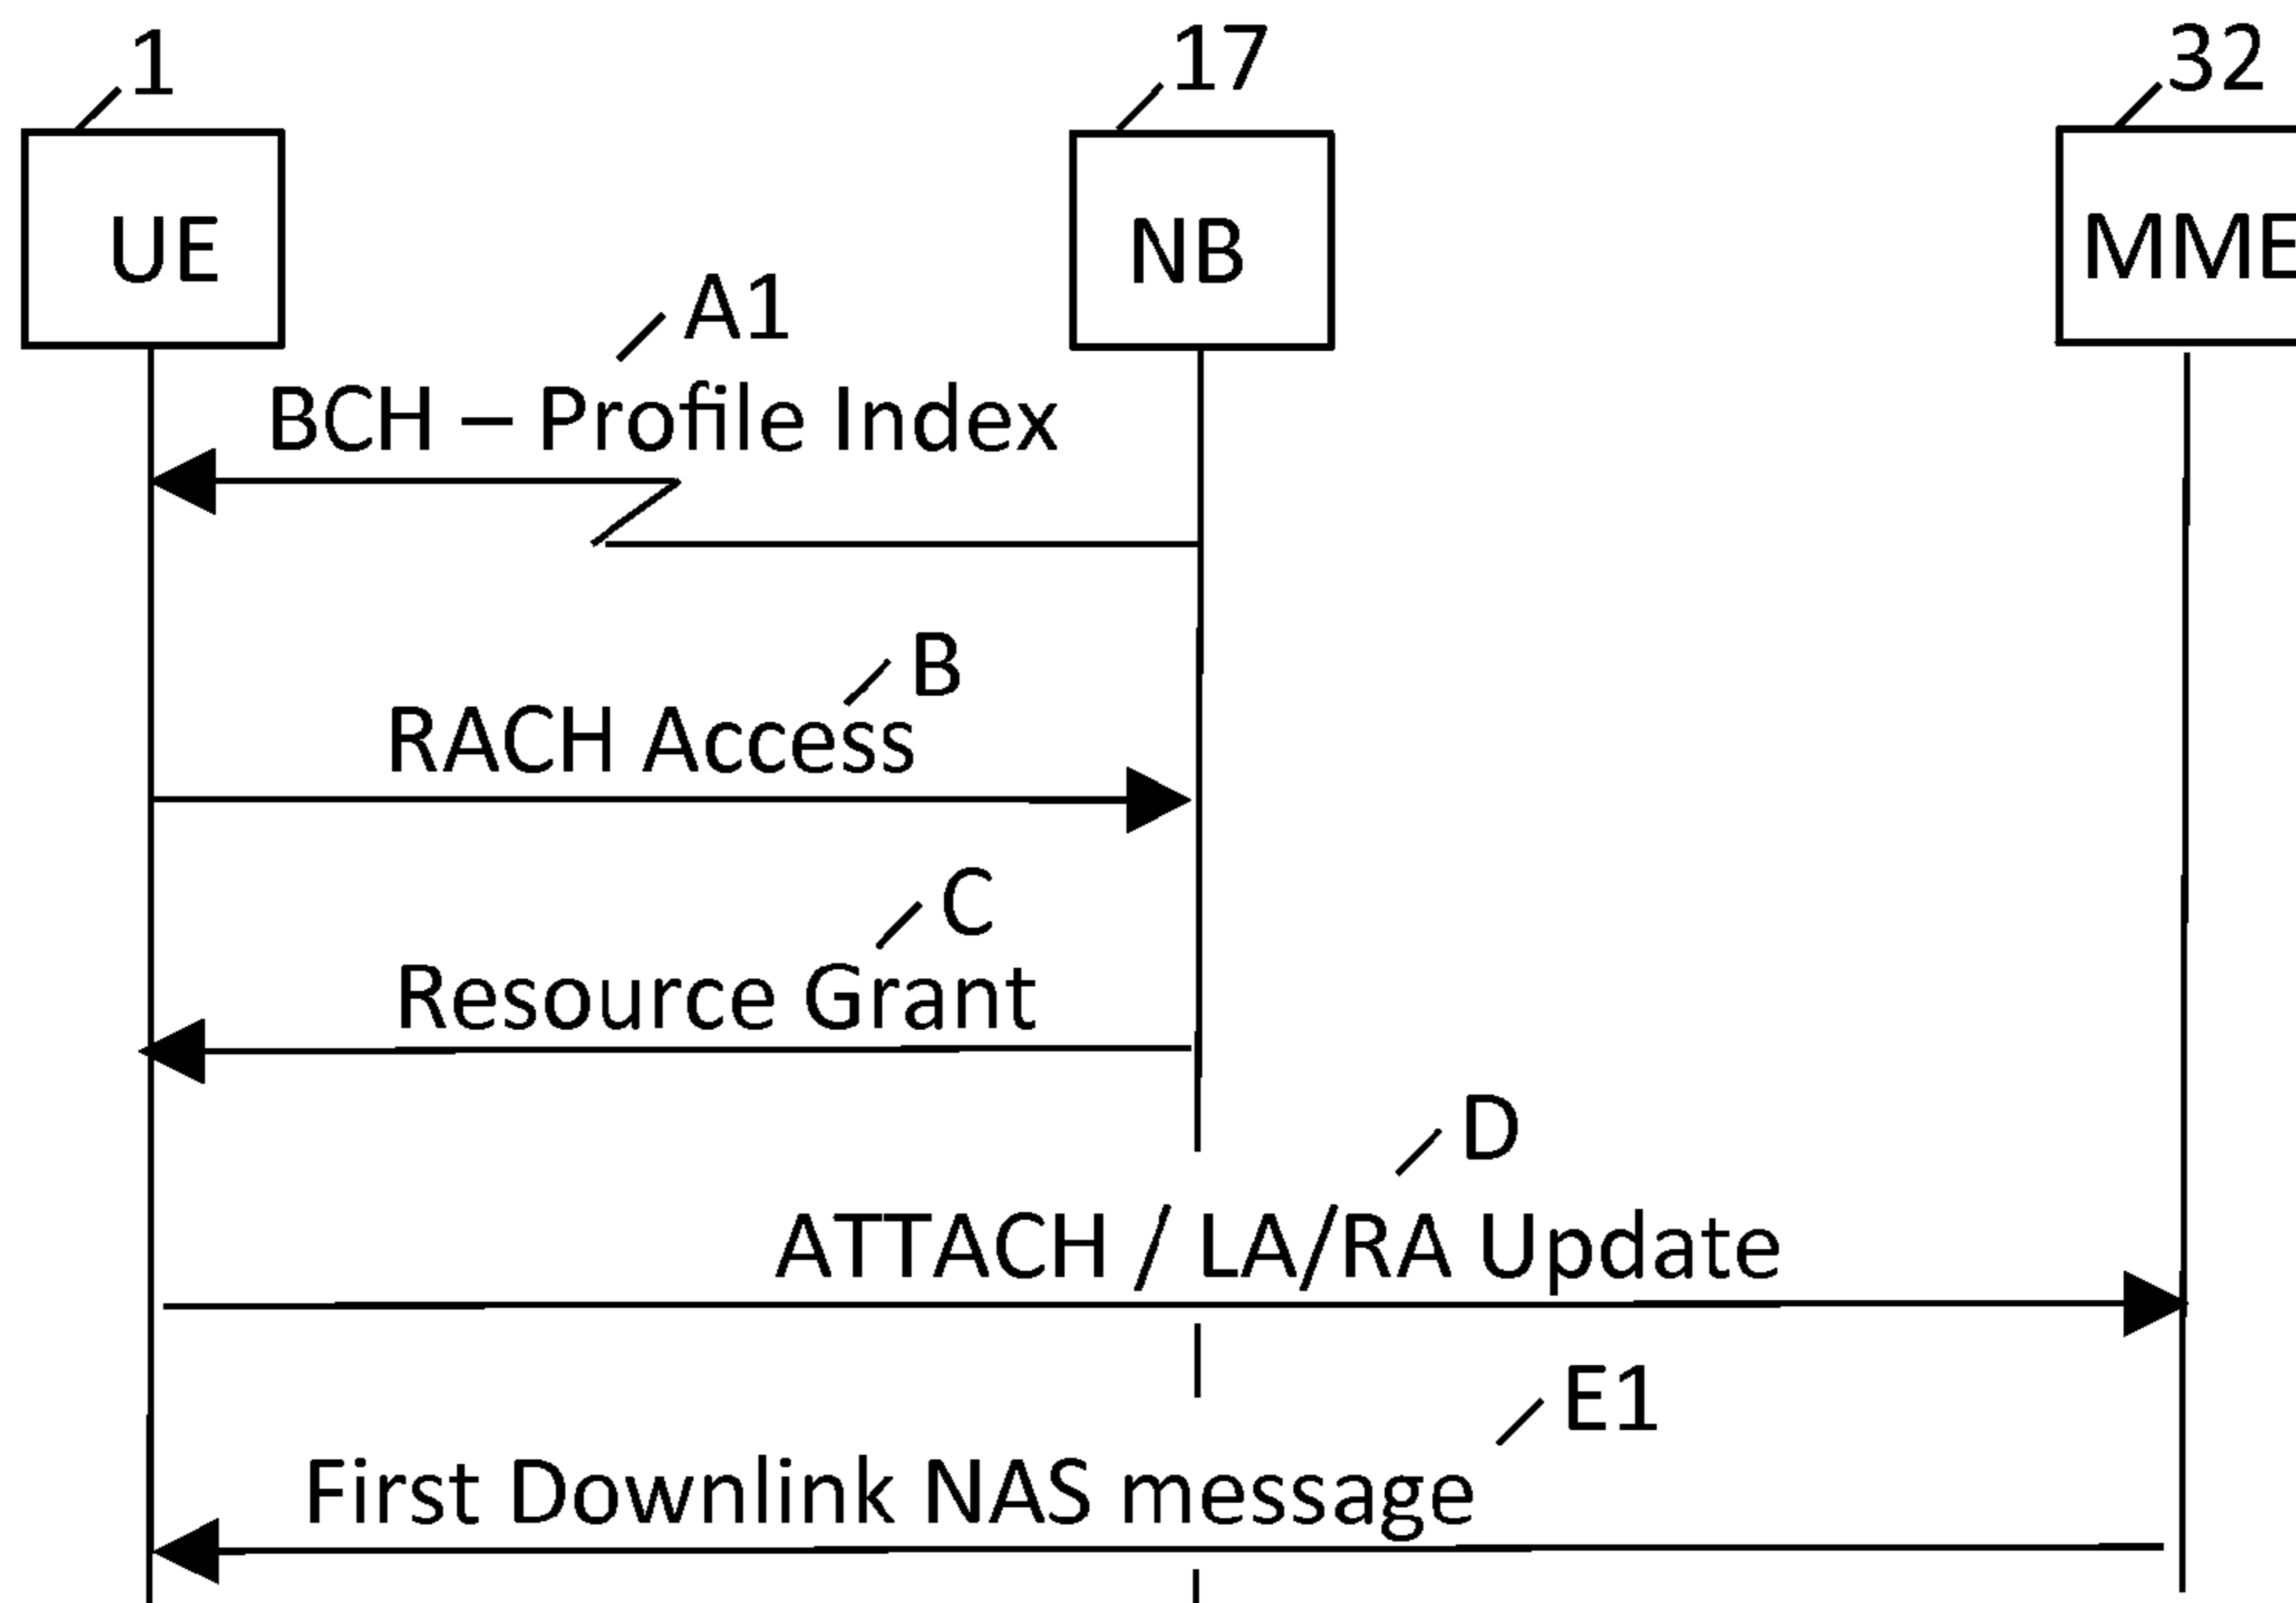 1
17
32
UE
NB
MME
A1
BCH – Profile Index
B
RACH Access
C
Resource Grant
D
ATTACH / LA/RA Update
E1
First Downlink NAS message